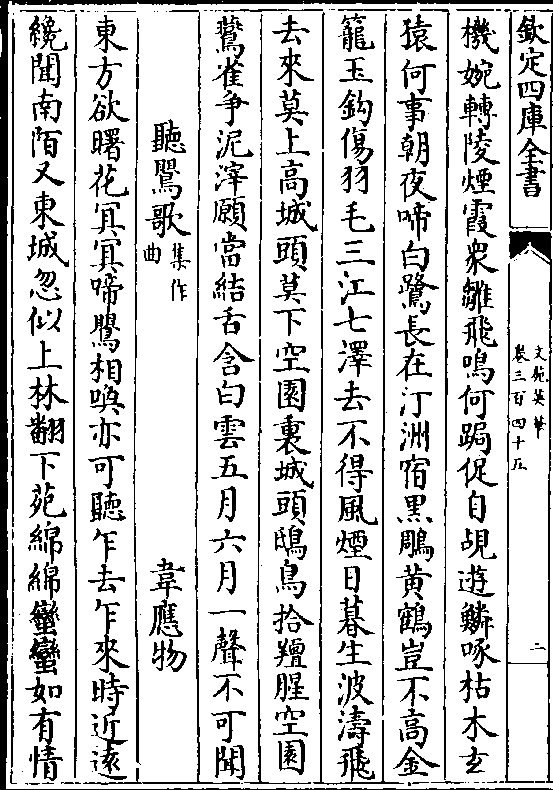 欽定四庫全書
文苑英華
卷三百四十五
二
機婉轉陵煙霞衆雛飛鳴何跼促自覘遊鱗啄枯木玄
猿何事朝夜啼白鷺長在汀洲宿黒鵰黄鶴豈不高金
籠玉鈎傷羽毛三江七澤去不得風煙日暮生波濤飛
去來莫上高城頭莫下空園裏城頭鴟鳥拾羶腥空園
鷰雀爭泥滓願當結舌含白雲五月六月一聲不可聞
聽鸎歌集作曲 韋應物
東方欲曙花冥冥啼鸎相喚亦可聽乍去乍來時近遠
纔聞南陌又東城忽似上林翻下苑綿綿蠻蠻如有情